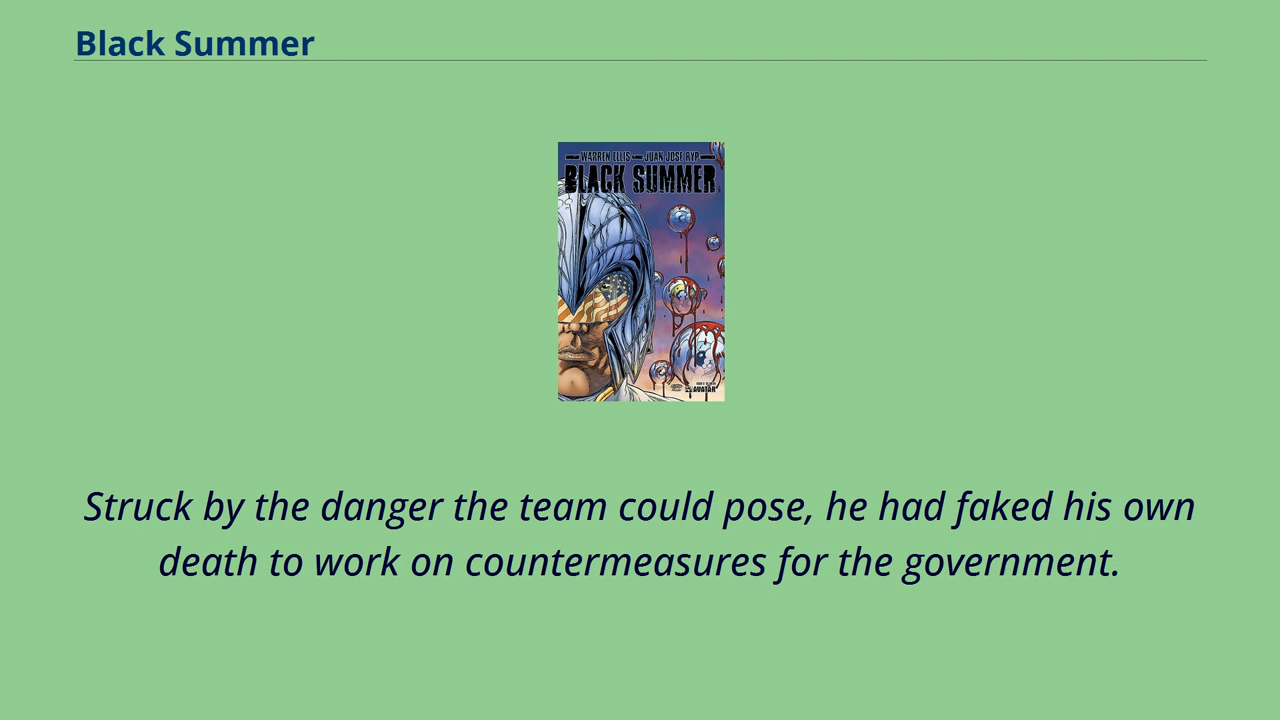 Black Summer
WARREN ELLIS — JUAN JOSE RYP
BLACK SUMMER
AVATAR
Struck by the danger the team could pose, he had faked his own
death to work on countermeasures for the government.